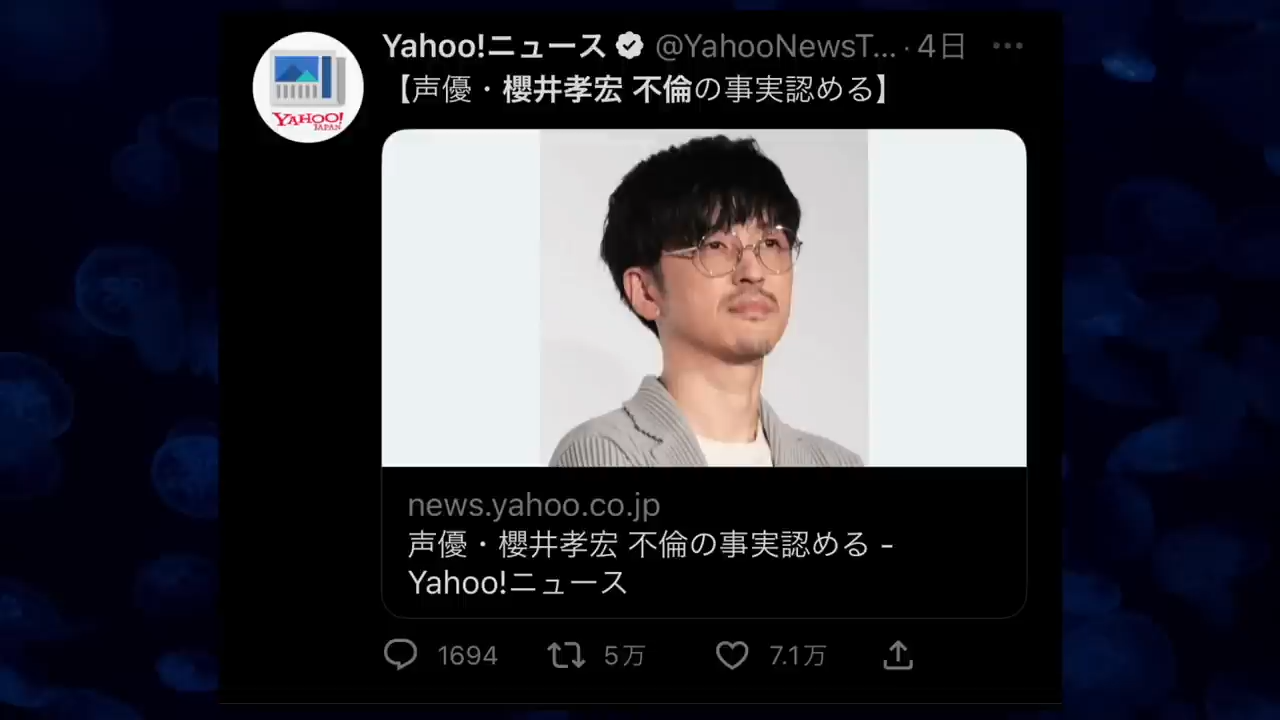 Yahoo!ニュース @YahooNewsT... · 4日
【声優・櫻井孝宏 不倫の事実認める】
YAHOO!
JAPAN
news.yahoo.co.jp
声優・櫻井孝宏 不倫の事実認める -
Yahoo!ニュース
1694 5万 7.1万